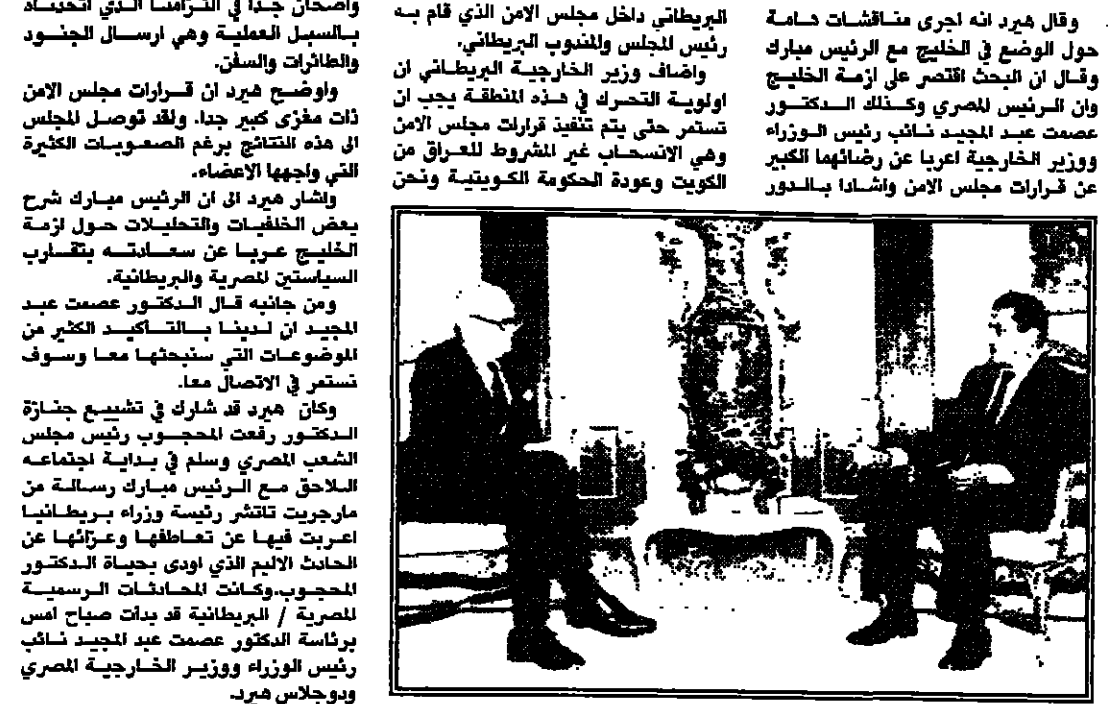 وقال هيرد انه اجرى مناقشات هامة
حول الوضع في الخليج مع الرئيس مبارك
وقال ان البحث اقتصر على ازمة الخليج
وان الرئيس المصري وكذلك الدكتور
عصمت عبد المجيد نائب رئيس الوزراء
ووزير الخارجية اعربا عن رضائهما الكبير
عن قرارات مجلس الامن واشادا بالدور
البريطاني داخل مجلس الامن الذي قام به
رئيس المجلس والمندوب البريطاني.
واضاف وزير الخارجية البريطاني ان
اولوية التحرك في هذه المنطقة يجب ان
تستمر حتى يتم تنفيذ قرارات مجلس الامن
وهي الانسحاب غير المشروط للعراق من
الكويت وعودة الحكومة الكويتية ونحن
واضحان جدا في التزامنا الذي اتخذناه
بالسبل العملية وهي ارسال الجنود
والطائرات والسفن.
واوضح هيرد ان قرارات مجلس الامن
ذات مغزى كبير جدا. ولقد توصل المجلس
الى هذه النتائج برغم الصعوبات الكثيرة
التي واجهها الاعضاء.
واشار هيرد الى ان الرئيس مبارك شرح
بعض الخلفيات والتحليلات حول ازمة
الخليج عربا عن سعادته بتقارب
السياستين المصرية والبريطانية.
ومن جانبه قال الدكتور عصمت عبد
المجيد ان لدينا بالتأكيد الكثير من
الموضوعات التي سنبحثها معا وسوف
نستمر في الاتصال معا.
وكان هيرد قد شارك في تشييع جنازة
الدكتور رفعت المحجوب رئيس مجلس
الشعب المصري وسلم في بداية اجتماعه
اللاحق مع الرئيس مبارك رسالة من
مارجريت تاتشر رئيسة وزراء بريطانيا
اعربت فيها عن تعاطفها وعزائها عن
الحادث الاليم الذي اودى بحياة الدكتور
المحجوب.وكانت المحادثات الرسمية
المصرية / البريطانية قد بدأت صباح امس
برئاسة الدكتور عصمت عبد المجيد نائب
رئيس الوزراء ووزير الخارجية المصري
ودوجلاس هيرد.